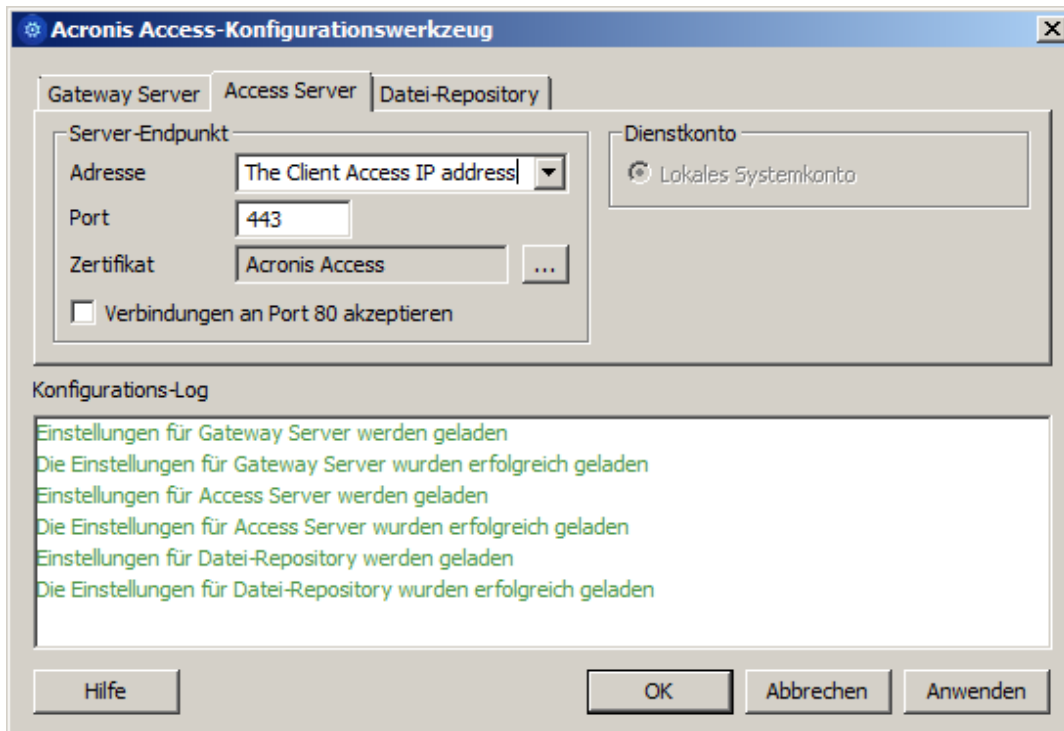 Acronis Access-Konfigurationswerkzeug
Gateway Server
Access Server
Datei-Repository
Server-Endpunkt
Adresse
The Client Access IP address
Port
443
Zertifikat
Acronis Access
...
Verbindungen an Port 80 akzeptieren
Dienstkonto
Lokales Systemkonto
Konfigurations-Log
Einstellungen für Gateway Server werden geladen
Die Einstellungen für Gateway Server wurden erfolgreich geladen
Einstellungen für Access Server werden geladen
Die Einstellungen für Access Server wurden erfolgreich geladen
Einstellungen für Datei-Repository werden geladen
Die Einstellungen für Datei-Repository wurden erfolgreich geladen
Hilfe
OK
Abbrechen
Anwenden